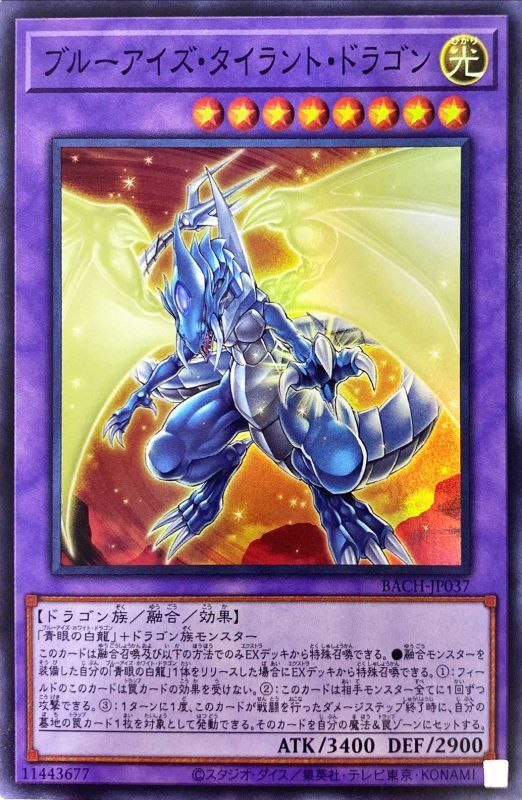 ブルーアイズ・タイラント・ドラゴン
ひかり
光
BACH-JP037
【ドラゴン族／融合／効果】
「青眼の白龍」＋ドラゴン族モンスター
このカードは融合召喚及び以下の方法でのみEXデッキから特殊召喚できる。●融合モンスターを
装備した自分の「青眼の白龍」1体をリリースした場合にEXデッキから特殊召喚できる。①：フィー
ルドのこのカードは罠カードの効果を受けない。②：このカードは相手モンスター全てに1回ずつ
攻撃できる。③：1ターンに1度、このカードが戦闘を行ったダメージステップ終了時に、自分の
墓地の罠カード1枚を対象として発動できる。そのカードを自分の魔法＆罠ゾーンにセットする。
ATK/3400 DEF/2900
11443677
©スタジオ・ダイス／集英社・テレビ東京・KONAMI